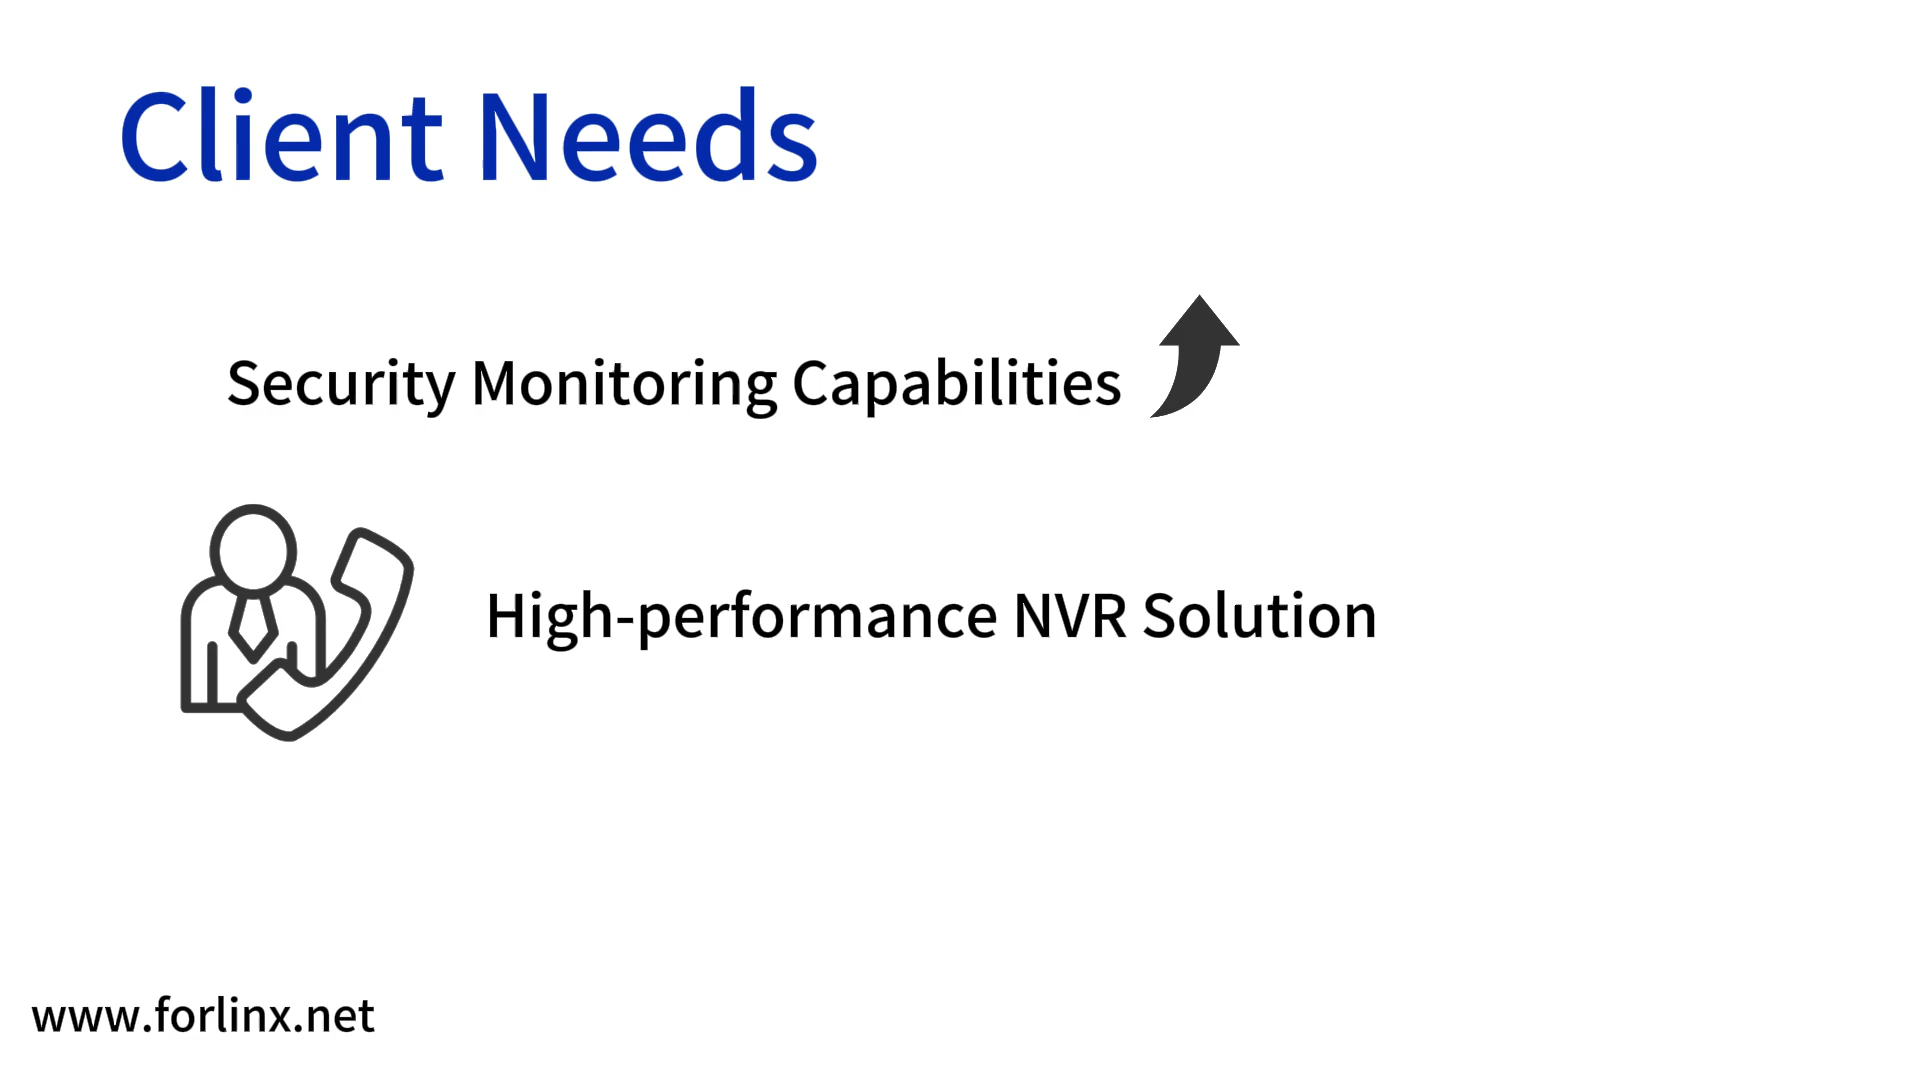 Client Needs
Security Monitoring Capabilities
High-performance NVR Solution
www.forlinx.net